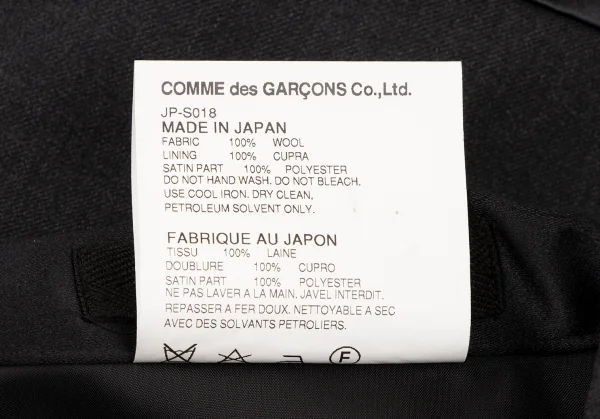 COMME des GARÇONS Co.,Ltd.
JP-S018
MADE IN JAPAN
FABRIC 100% WOOL
LINING 100% CUPRA
SATIN PART 100% POLYESTER
DO NOT HAND WASH. DO NOT BLEACH.
USE COOL IRON. DRY CLEAN,
PETROLEUM SOLVENT ONLY.
FABRIQUE AU JAPON
TISSU 100% LAINE
DOUBLURE 100% CUPRO
SATIN PART 100% POLYESTER
NE PAS LAVER A LA MAIN. JAVEL INTERDIT.
REPASSER A FER DOUX. NETTOYABLE A SEC
AVEC DES SOLVANTS PETROLIERS.
F